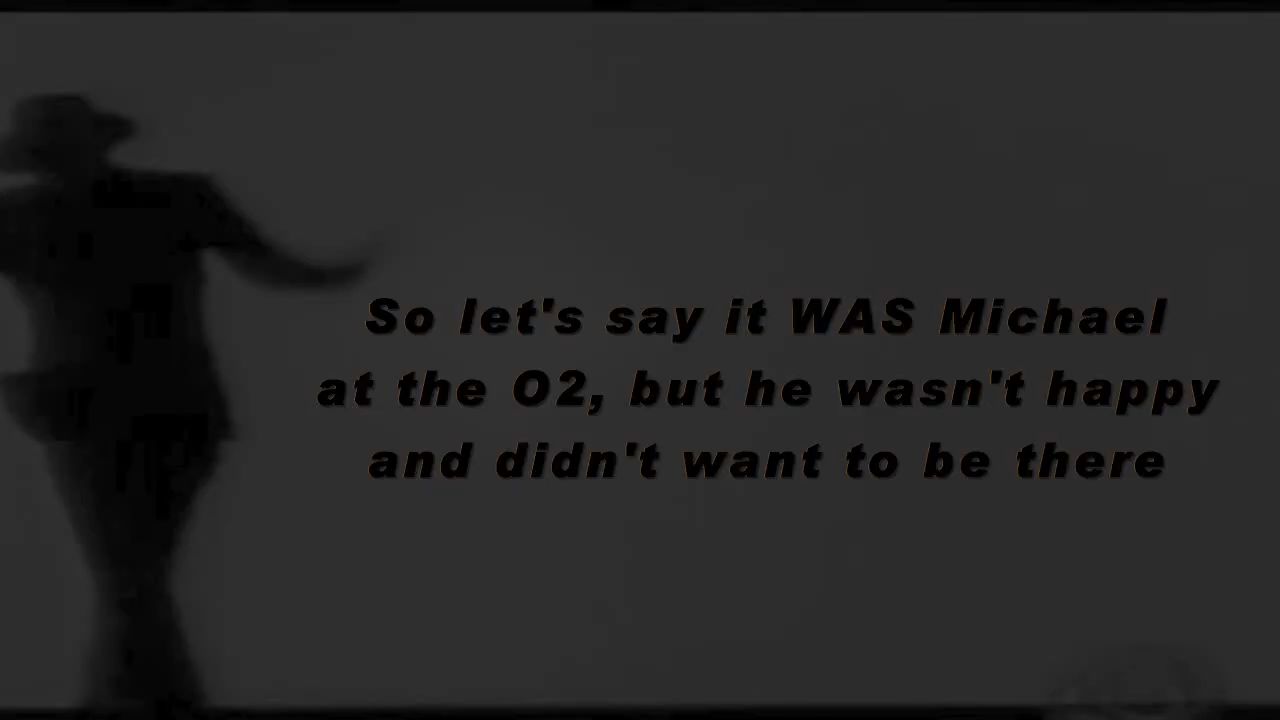 So let's say it WAS Michael
at the O2, but he wasn't happy
and didn't want to be there